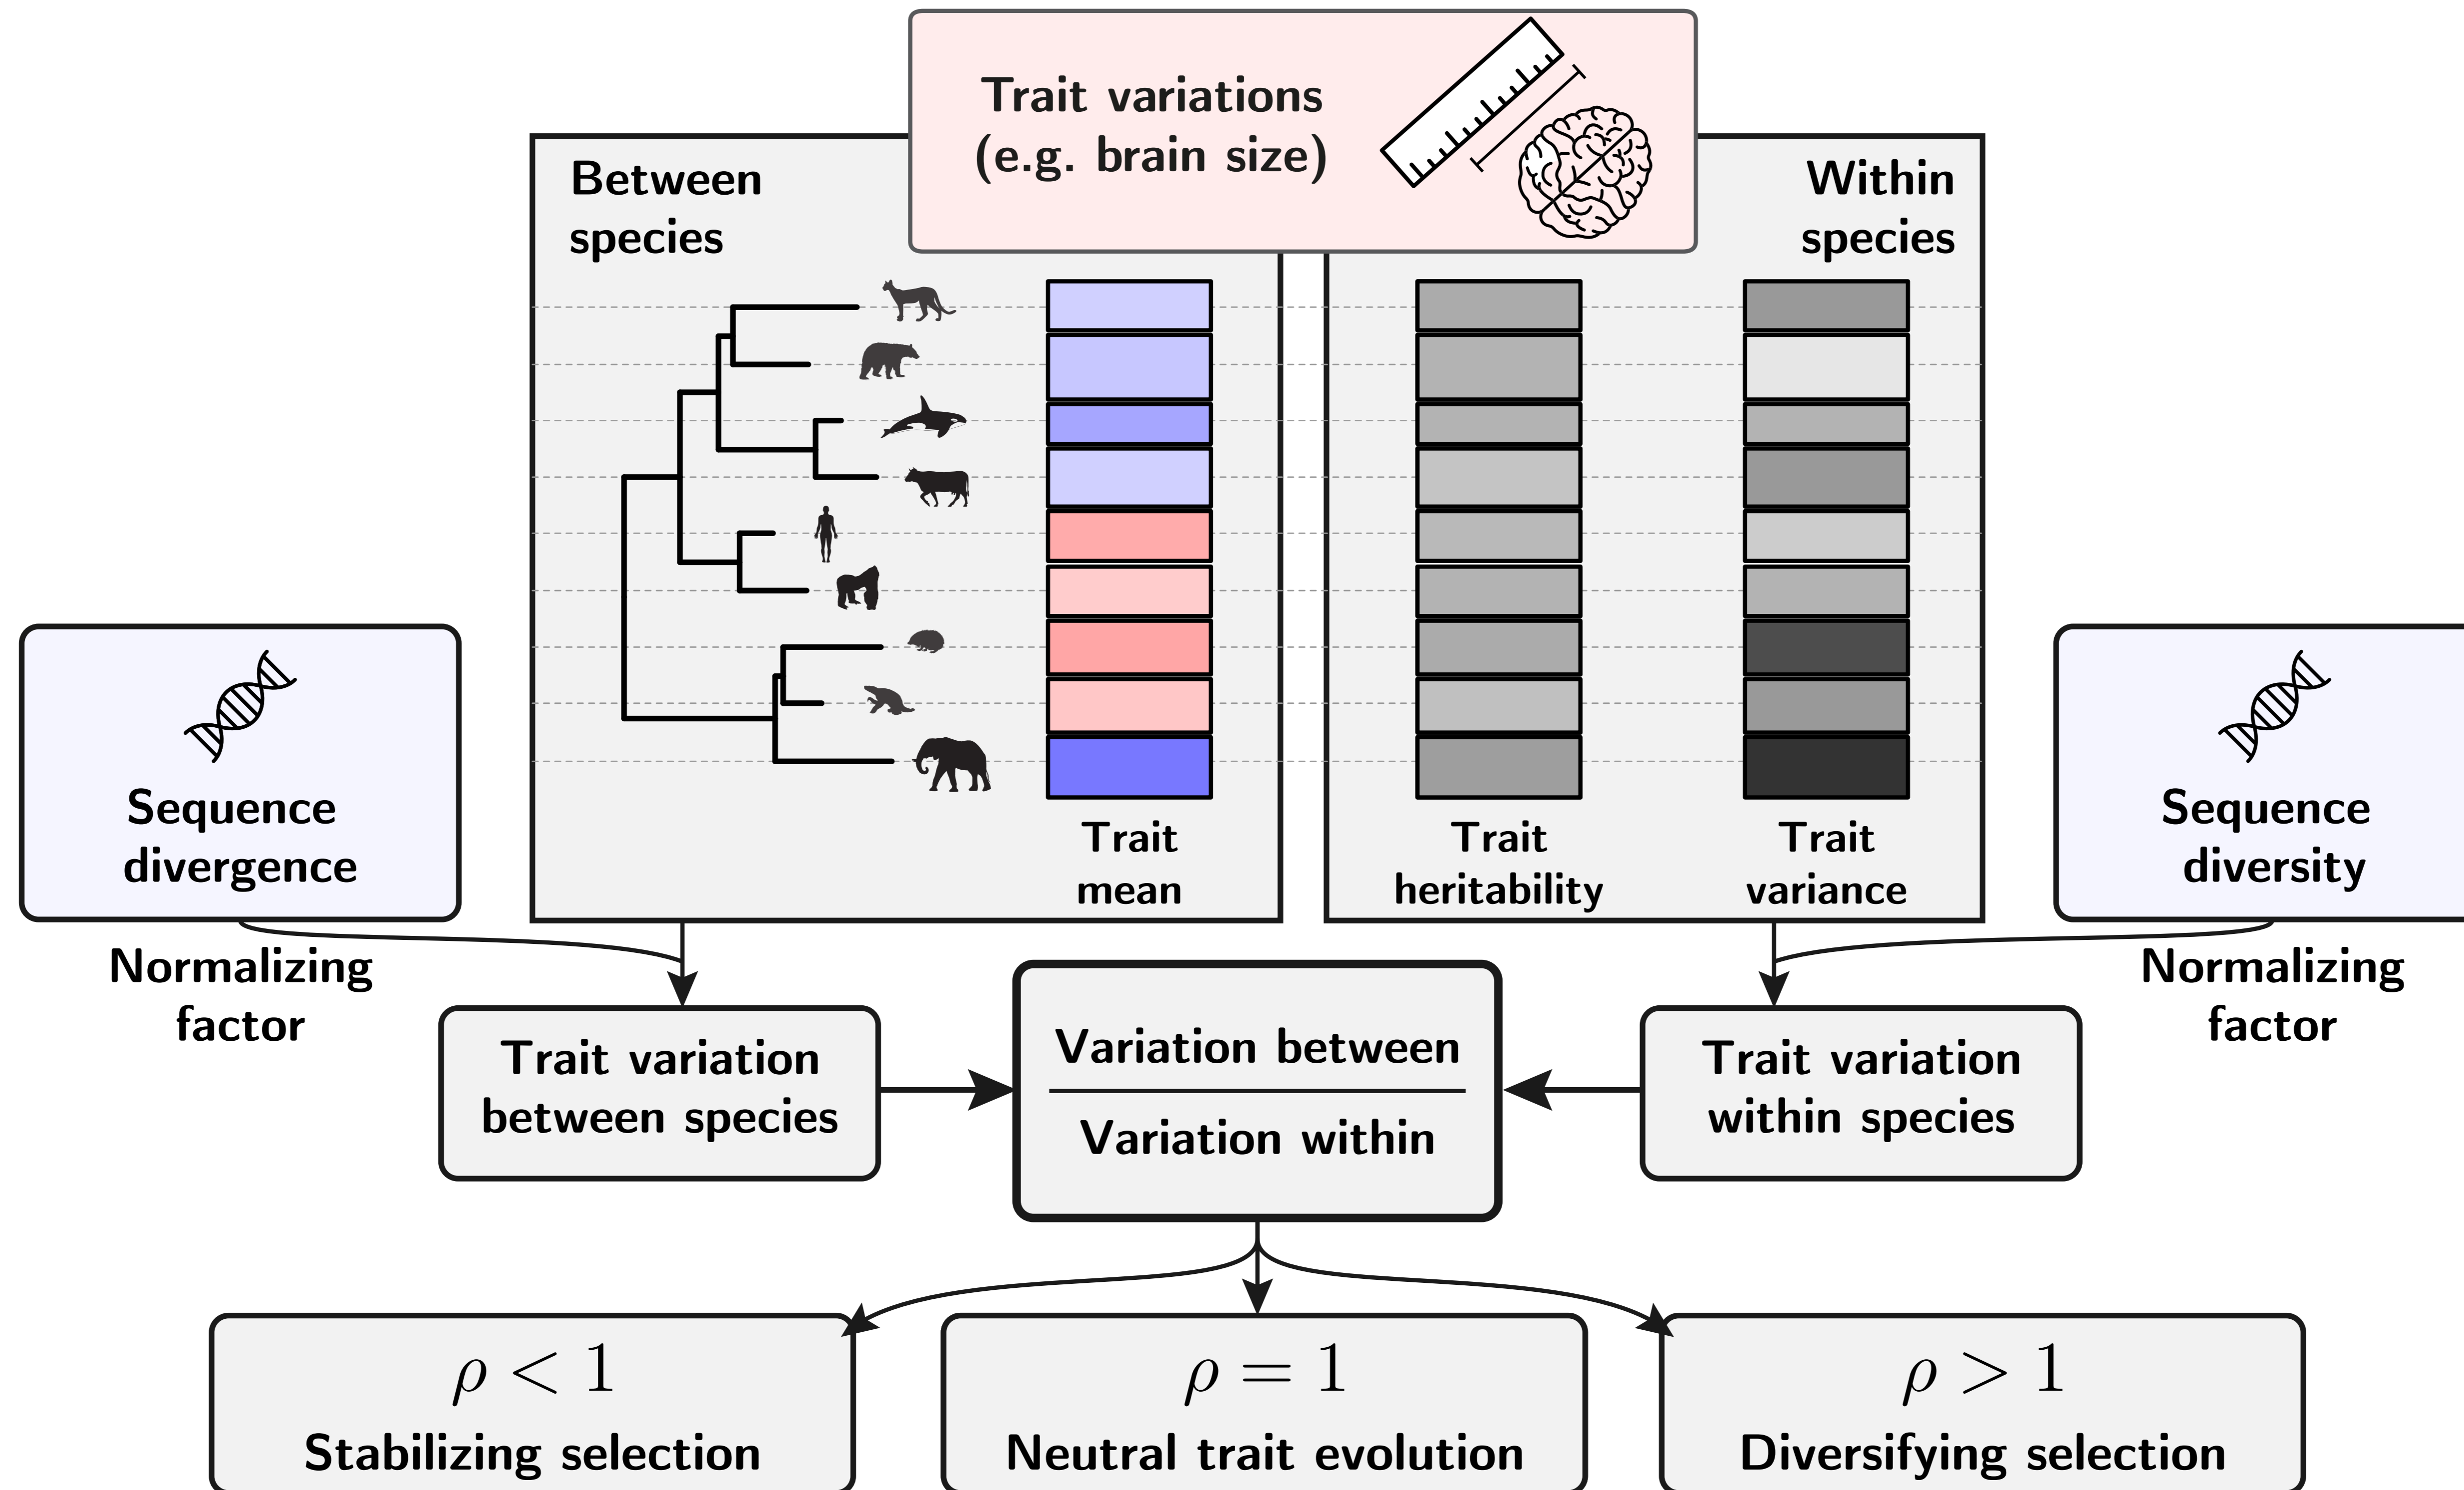 Trait variations
(e.g. brain size)
Between
species
Within
species
Trait
mean
Trait
heritability
Trait
variance
Sequence
divergence
Sequence
diversity
Normalizing
factor
Normalizing
factor
Trait variation
between species
Variation between
Variation within
Trait variation
within species
ρ < 1
Stabilizing selection
ρ = 1
Neutral trait evolution
ρ > 1
Diversifying selection